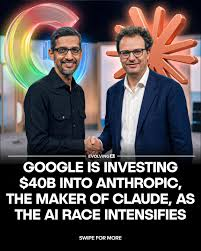 EVOLVING AI
GOOGLE IS INVESTING
$40B INTO ANTHROPIC,
THE MAKER OF CLAUDE, AS
THE AI RACE INTENSIFIES
SWIPE FOR MORE